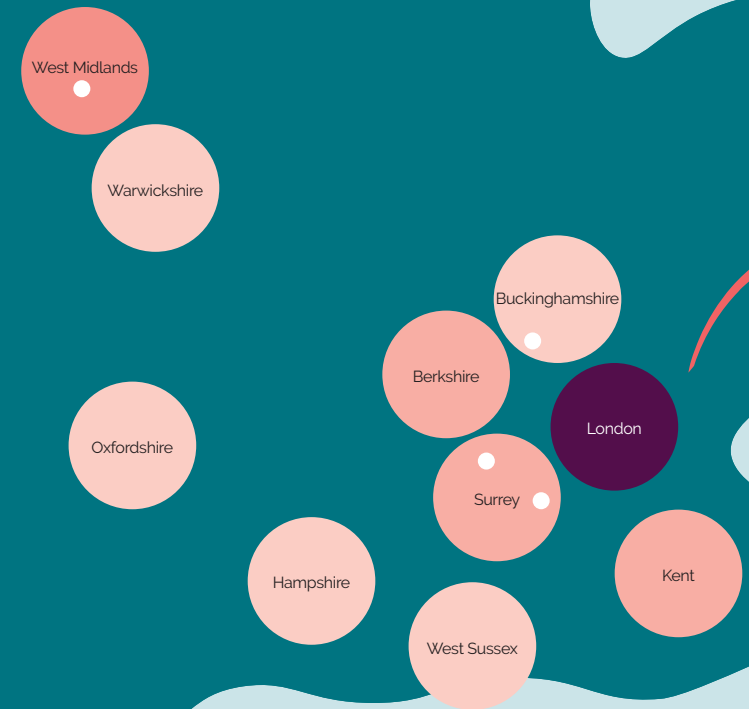 West Midlands
Warwickshire
Buckinghamshire
Berkshire
London
Oxfordshire
Surrey
Kent
Hampshire
West Sussex